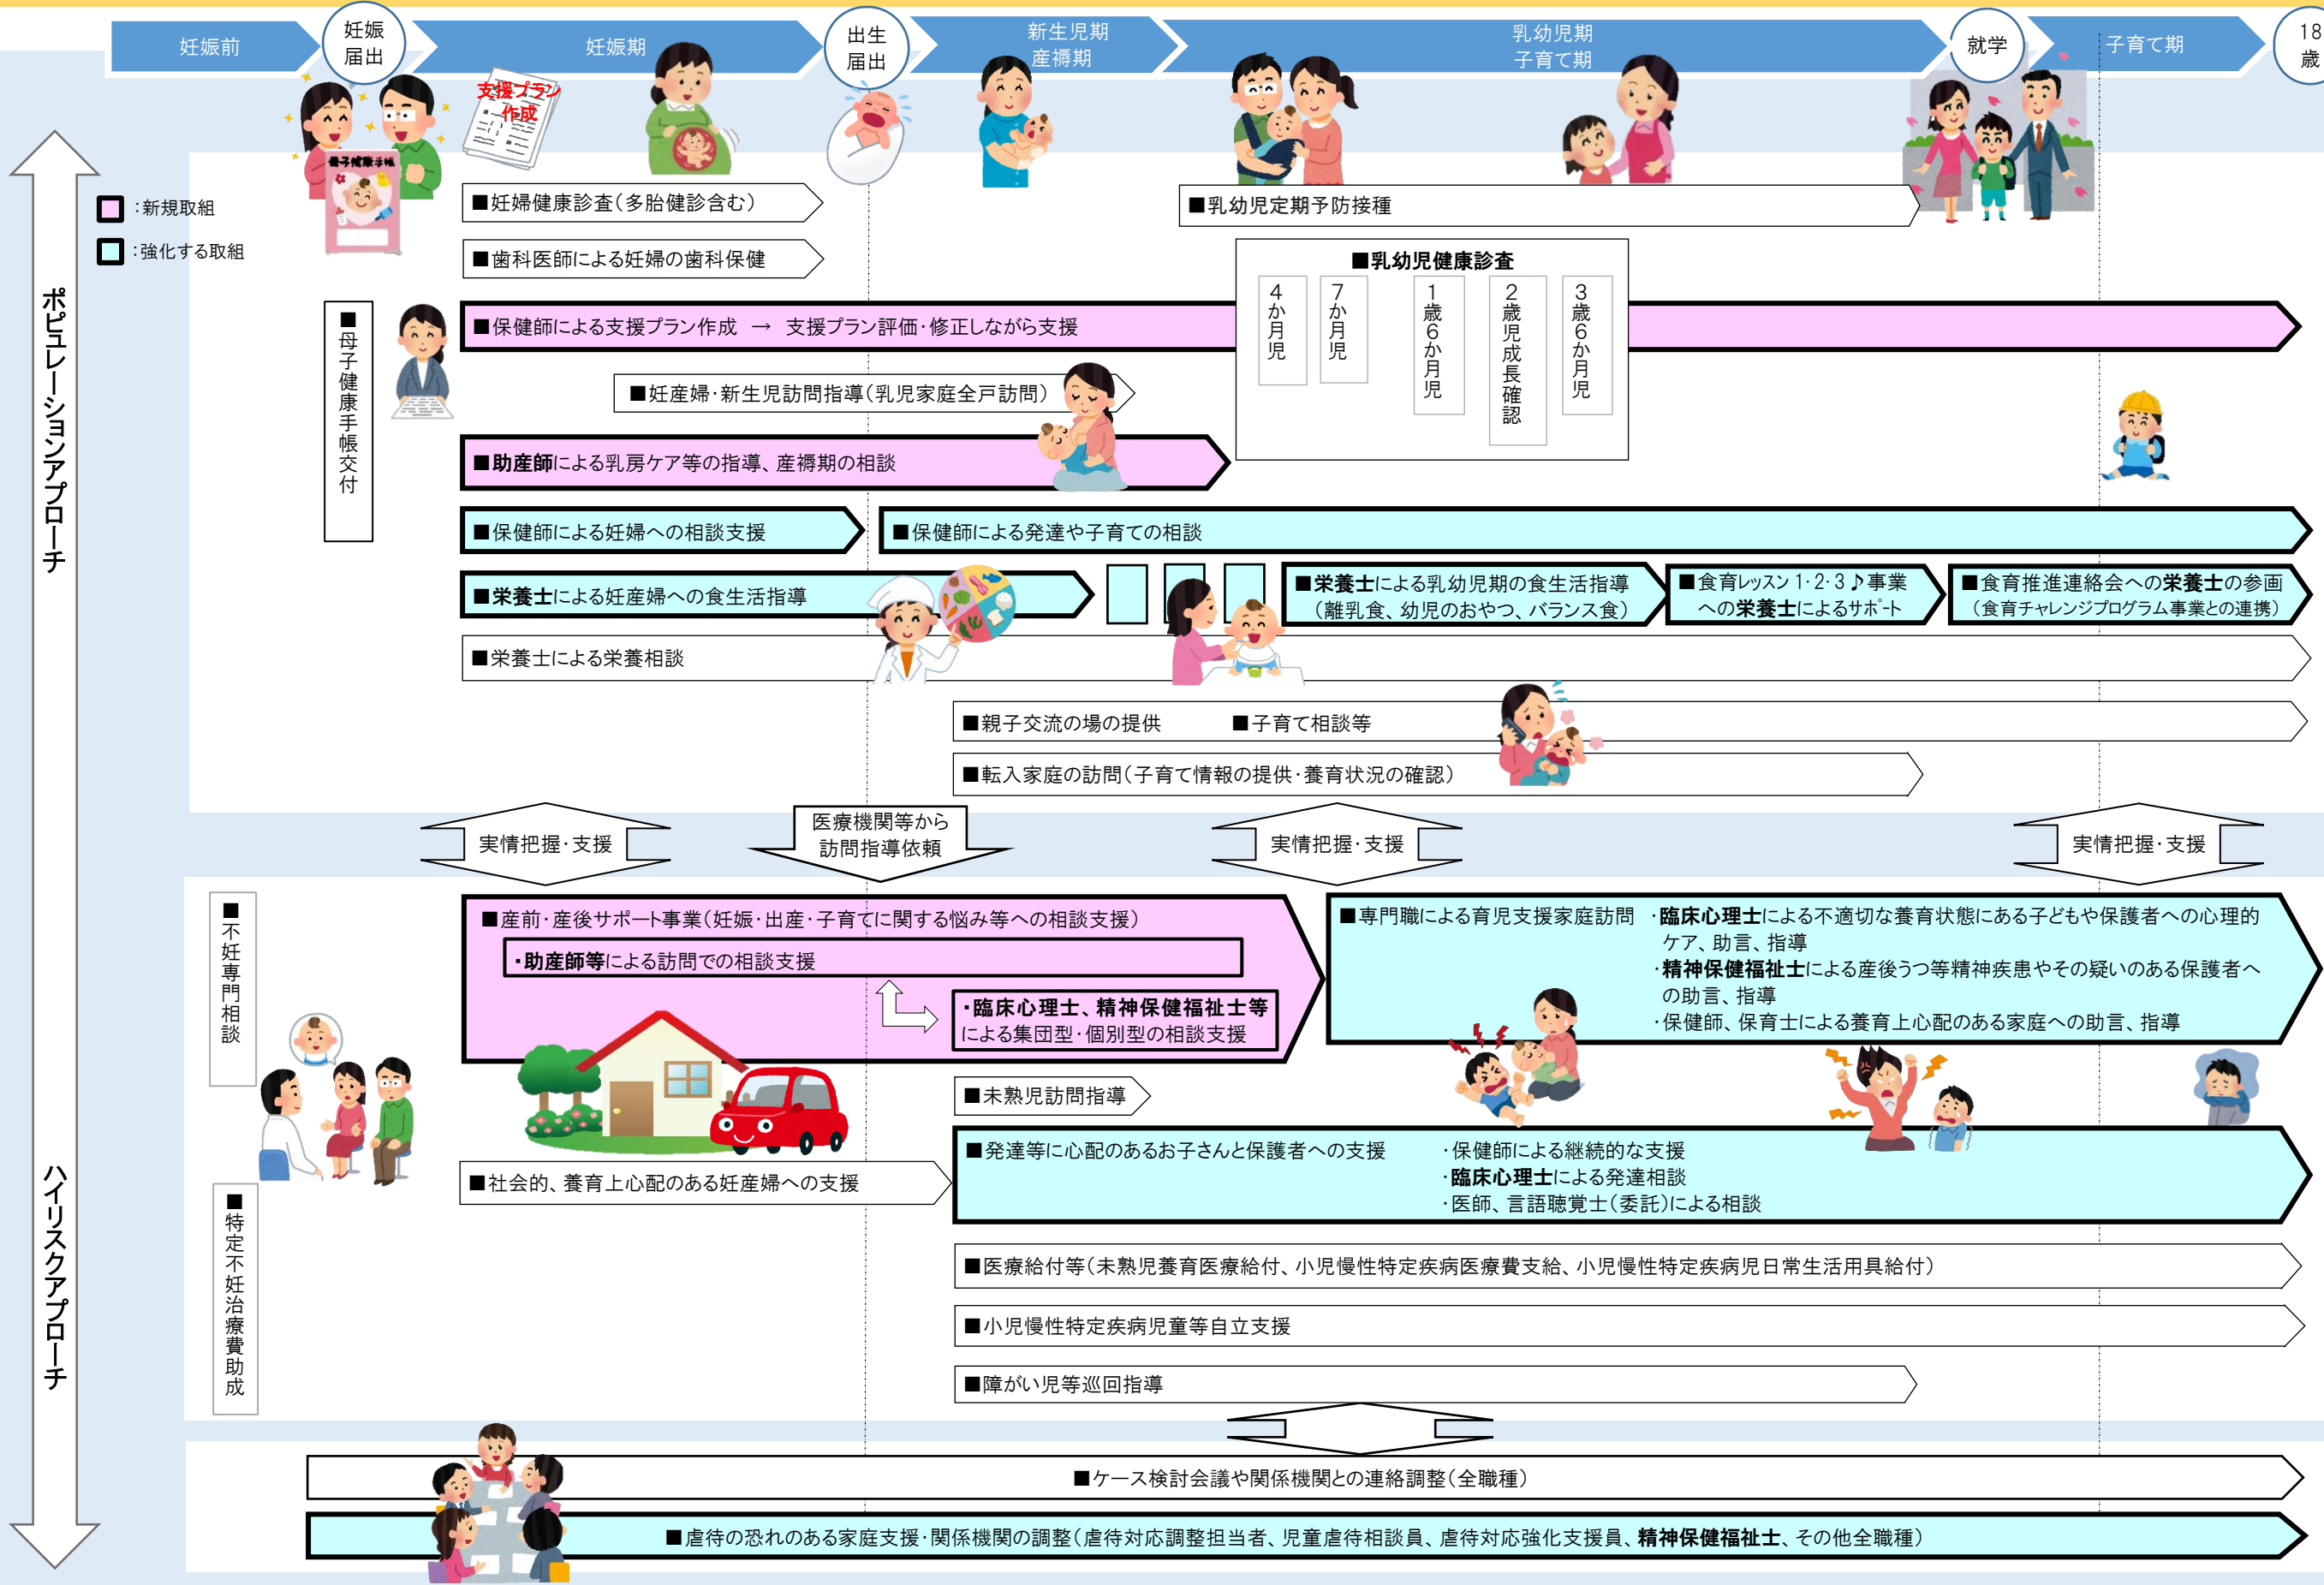 妊娠前
妊娠
届出
妊娠期
出生
届出
新生児期
産褥期
乳幼児期
子育て期
就学
子育て期
18
歳
支援プラン
作成
母子健康手帳
:新規取組
:強化する取組
ポピュレーションアプローチ
ハイリスクアプローチ
■母子健康手帳交付
■妊婦健康診査(多胎健診含む)
■乳幼児定期予防接種
■歯科医師による妊婦の歯科保健
■乳幼児健康診査
4か月児
7か月児
1歳6か月児
2歳児成長確認
3歳6か月児
■保健師による支援プラン作成 → 支援プラン評価・修正しながら支援
■妊産婦・新生児訪問指導(乳児家庭全戸訪問)
■助産師による乳房ケア等の指導、産褥期の相談
■保健師による妊婦への相談支援
■保健師による発達や子育ての相談
■栄養士による妊産婦への食生活指導
■栄養士による乳幼児期の食生活指導
(離乳食、幼児のおやつ、バランス食)
■食育レッスン1・2・3♪事業
への栄養士によるサポート
■食育推進連絡会への栄養士の参画
(食育チャレンジプログラム事業との連携)
■栄養士による栄養相談
■親子交流の場の提供 ■子育て相談等
■転入家庭の訪問(子育て情報の提供・養育状況の確認)
実情把握・支援
医療機関等から
訪問指導依頼
実情把握・支援
実情把握・支援
■不妊専門相談
■特定不妊治療費助成
■産前・産後サポート事業(妊娠・出産・子育てに関する悩み等への相談支援)
・助産師等による訪問での相談支援
・臨床心理士、精神保健福祉士等
による集団型・個別型の相談支援
■専門職による育児支援家庭訪問 ・臨床心理士による不適切な養育状態にある子どもや保護者への心理的
ケア、助言、指導
・精神保健福祉士による産後うつ等精神疾患やその疑いのある保護者へ
の助言、指導
・保健師、保育士による養育上心配のある家庭への助言、指導
■未熟児訪問指導
■社会的、養育上心配のある妊産婦への支援
■発達等に心配のあるお子さんと保護者への支援 ・保健師による継続的な支援
・臨床心理士による発達相談
・医師、言語聴覚士(委託)による相談
■医療給付等(未熟児養育医療給付、小児慢性特定疾病医療費支給、小児慢性特定疾病児日常生活用具給付)
■小児慢性特定疾病児童等自立支援
■障がい児等巡回指導
■ケース検討会議や関係機関との連絡調整(全職種)
■虐待の恐れのある家庭支援・関係機関の調整(虐待対応調整担当者、児童虐待相談員、虐待対応強化支援員、精神保健福祉士、その他全職種)